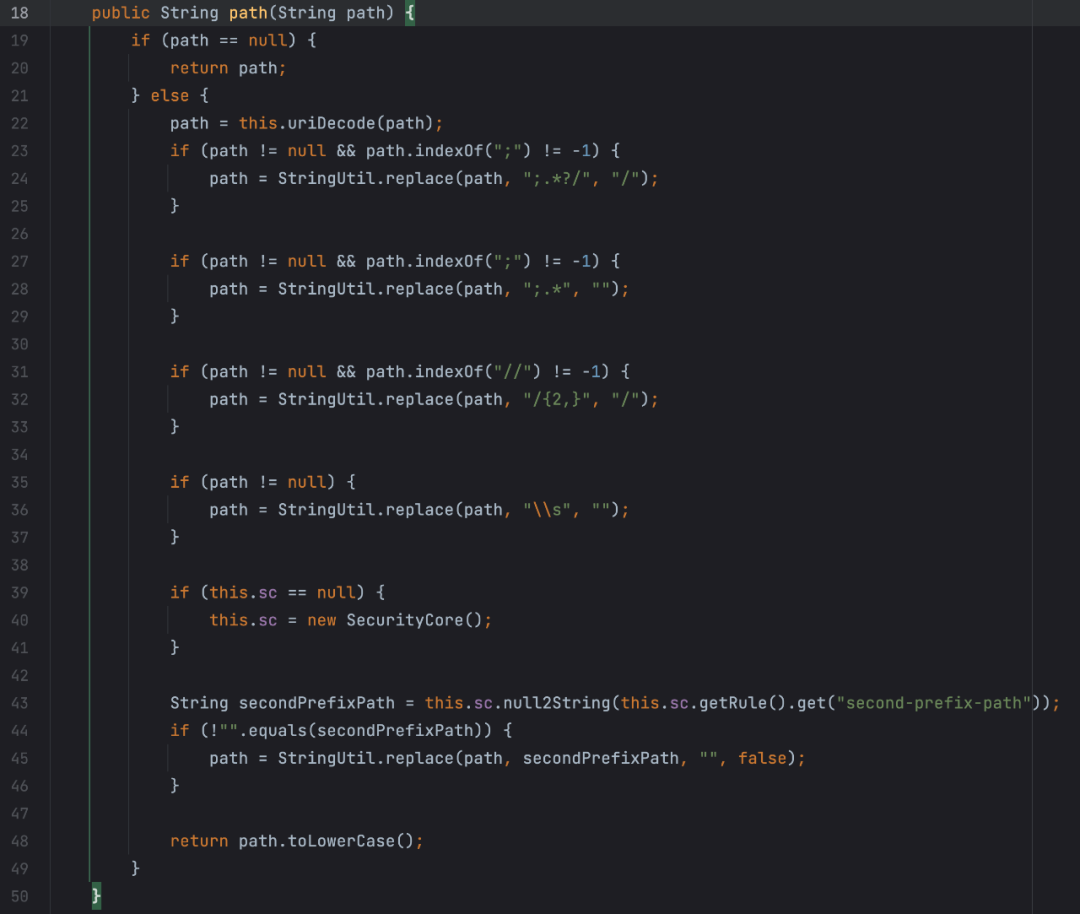 18 public String path(String path) {
19 if (path == null) {
20 return path;
21 } else {
22 path = this.uriDecode(path);
23 if (path != null && path.indexOf(";") != -1) {
24 path = StringUtil.replace(path, ";.*?/", "/");
25 }
26
27 if (path != null && path.indexOf(";") != -1) {
28 path = StringUtil.replace(path, ";.*", "");
29 }
30
31 if (path != null && path.indexOf("//") != -1) {
32 path = StringUtil.replace(path, "/{2,}", "/");
33 }
34
35 if (path != null) {
36 path = StringUtil.replace(path, "\\s", "");
37 }
38
39 if (this.sc == null) {
40 this.sc = new SecurityCore();
41 }
42
43 String secondPrefixPath = this.sc.null2String(this.sc.getRule().get("second-prefix-path"));
44 if (!"".equals(secondPrefixPath)) {
45 path = StringUtil.replace(path, secondPrefixPath, "", false);
46 }
47
48 return path.toLowerCase();
49 }
50 }